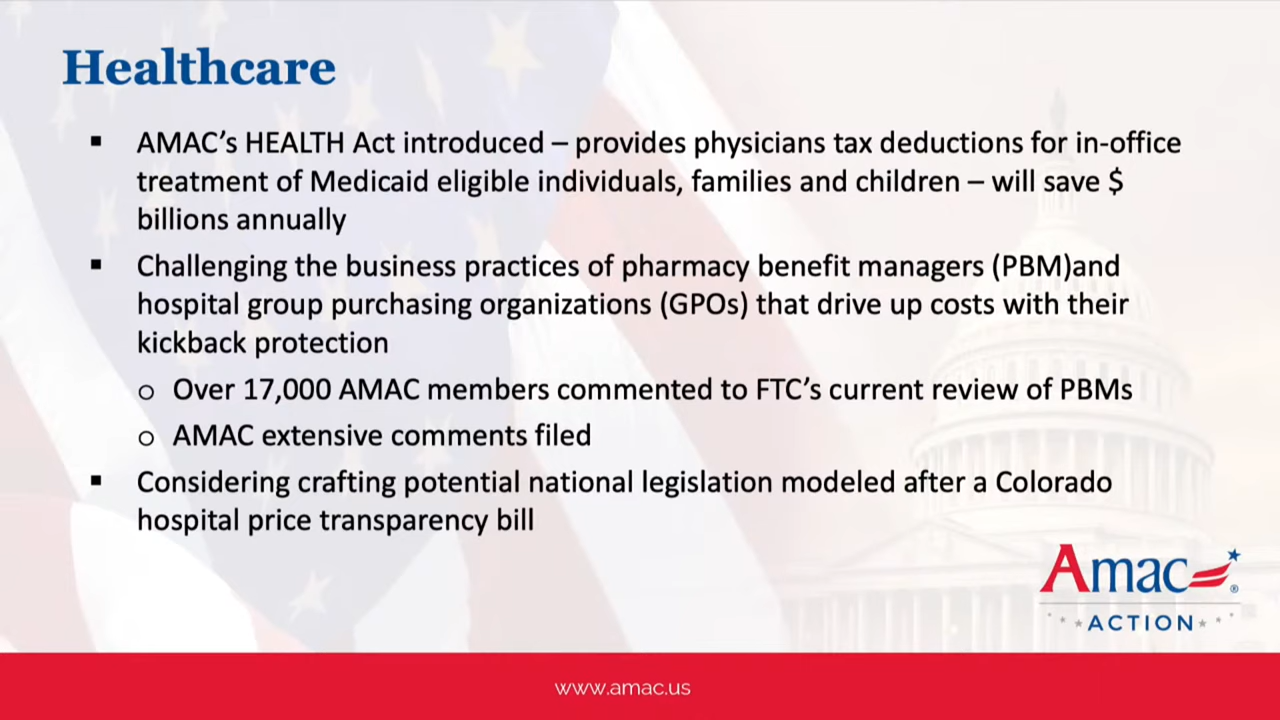 Healthcare
▪ AMAC’s HEALTH Act introduced – provides physicians tax deductions for in-office
treatment of Medicaid eligible individuals, families and children – will save $
billions annually
▪ Challenging the business practices of pharmacy benefit managers (PBM)and
hospital group purchasing organizations (GPOs) that drive up costs with their
kickback protection
o Over 17,000 AMAC members commented to FTC’s current review of PBMs
o AMAC extensive comments filed
▪ Considering crafting potential national legislation modeled after a Colorado
hospital price transparency bill
Amac®
ACTION
www.amac.us